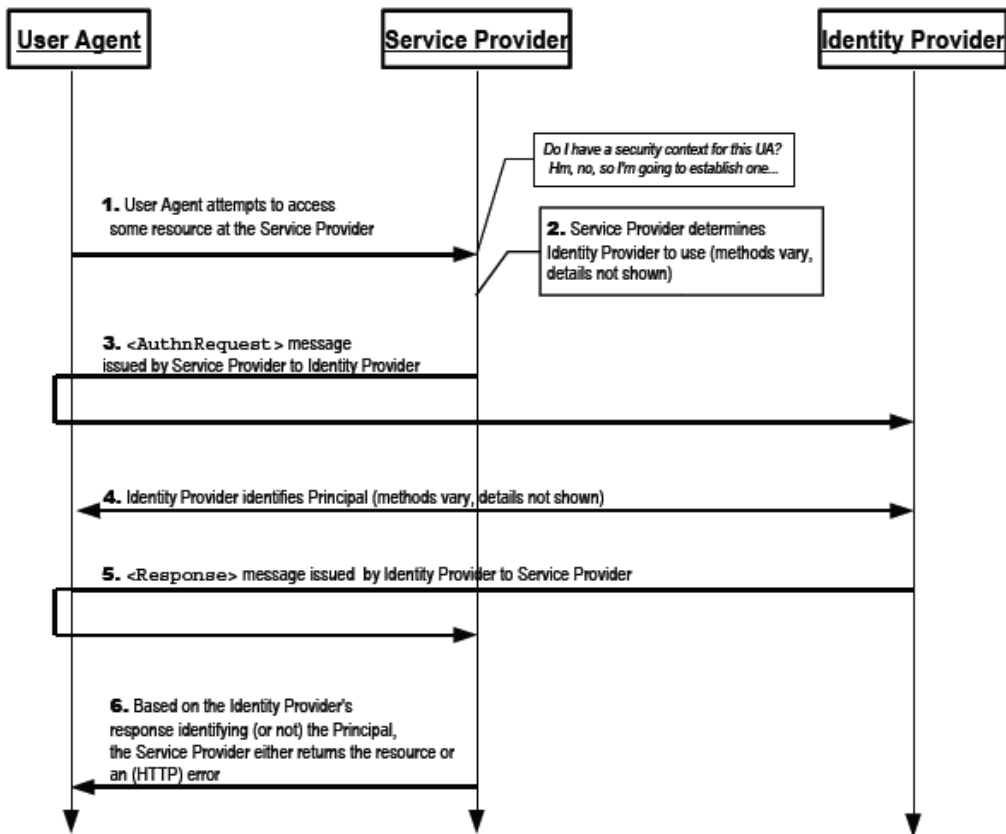 User Agent
Service Provider
Identity Provider
Do I have a security context for this UA?
Hm, no, so I'm going to establish one...
1. User Agent attempts to access
some resource at the Service Provider
2. Service Provider determines
Identity Provider to use (methods vary,
details not shown)
3. <AuthnRequest> message
issued by Service Provider to Identity Provider
4. Identity Provider identifies Principal (methods vary, details not shown)
5. <Response> message issued by Identity Provider to Service Provider
6. Based on the Identity Provider's
response identifying (or not) the Principal,
the Service Provider either returns the resource or
an (HTTP) error